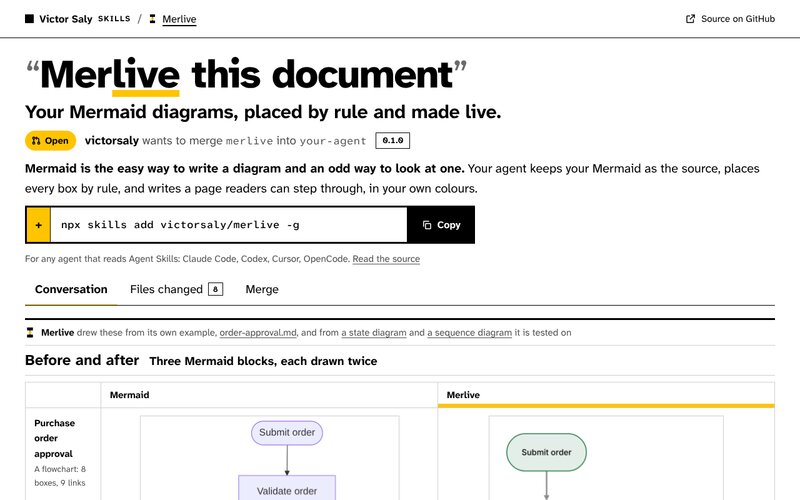 Victor Saly SKILLS / Merlive
Source on GitHub
“Merlive this document”
Your Mermaid diagrams, placed by rule and made live.
Open victorsaly wants to merge merlive into your-agent 0.1.0
Mermaid is the easy way to write a diagram and an odd way to look at one. Your agent keeps your Mermaid as the source, places
every box by rule, and writes a page readers can step through, in your own colours.
+ npx skills add victorsaly/merlive -g Copy
For any agent that reads Agent Skills: Claude Code, Codex, Cursor, OpenCode. Read the source
Conversation Files changed 8 Merge
Merlive drew these from its own example, order-approval.md, and from a state diagram and a sequence diagram it is tested on
Before and after Three Mermaid blocks, each drawn twice
Mermaid Merlive
Purchase
order
approval
A flowchart: 8
boxes, 9 links
Submit order
Validate order
Submit order